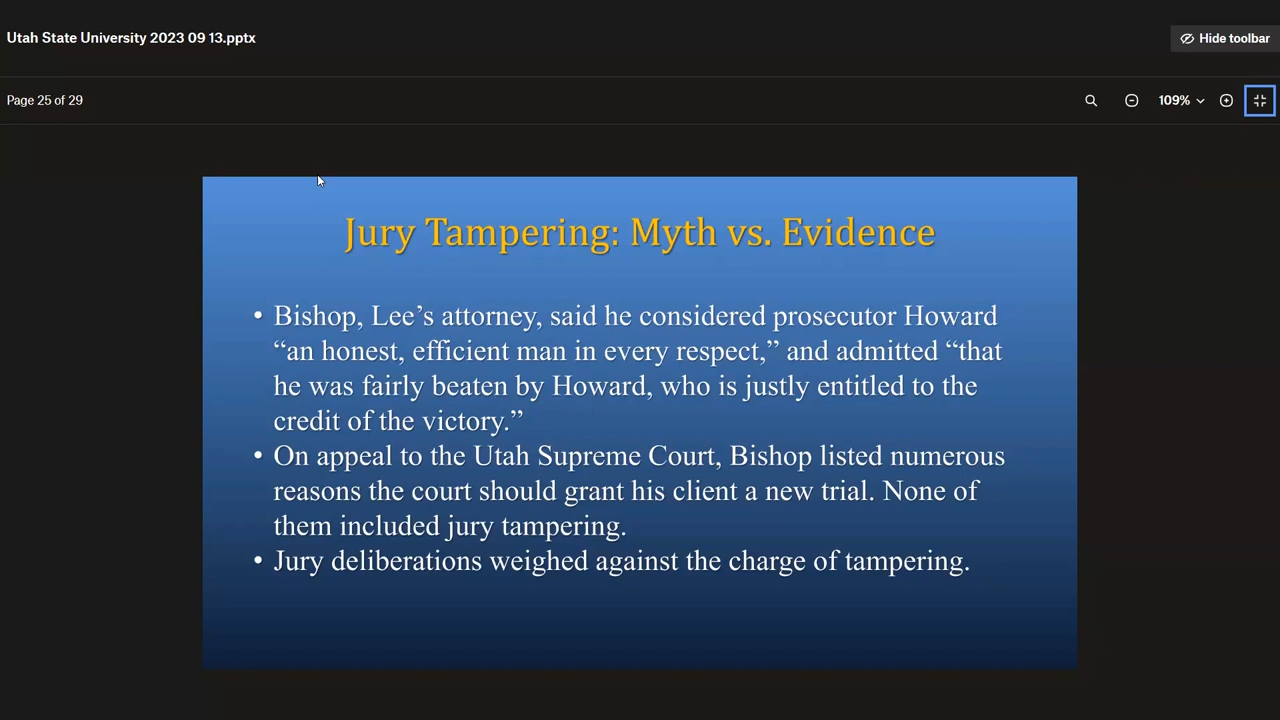 Utah State University 2023 09 13.pptx
Hide toolbar
Page 25 of 29
109%
Jury Tampering: Myth vs. Evidence
• Bishop, Lee’s attorney, said he considered prosecutor Howard
“an honest, efficient man in every respect,” and admitted “that
he was fairly beaten by Howard, who is justly entitled to the
credit of the victory.”
• On appeal to the Utah Supreme Court, Bishop listed numerous
reasons the court should grant his client a new trial. None of
them included jury tampering.
• Jury deliberations weighed against the charge of tampering.